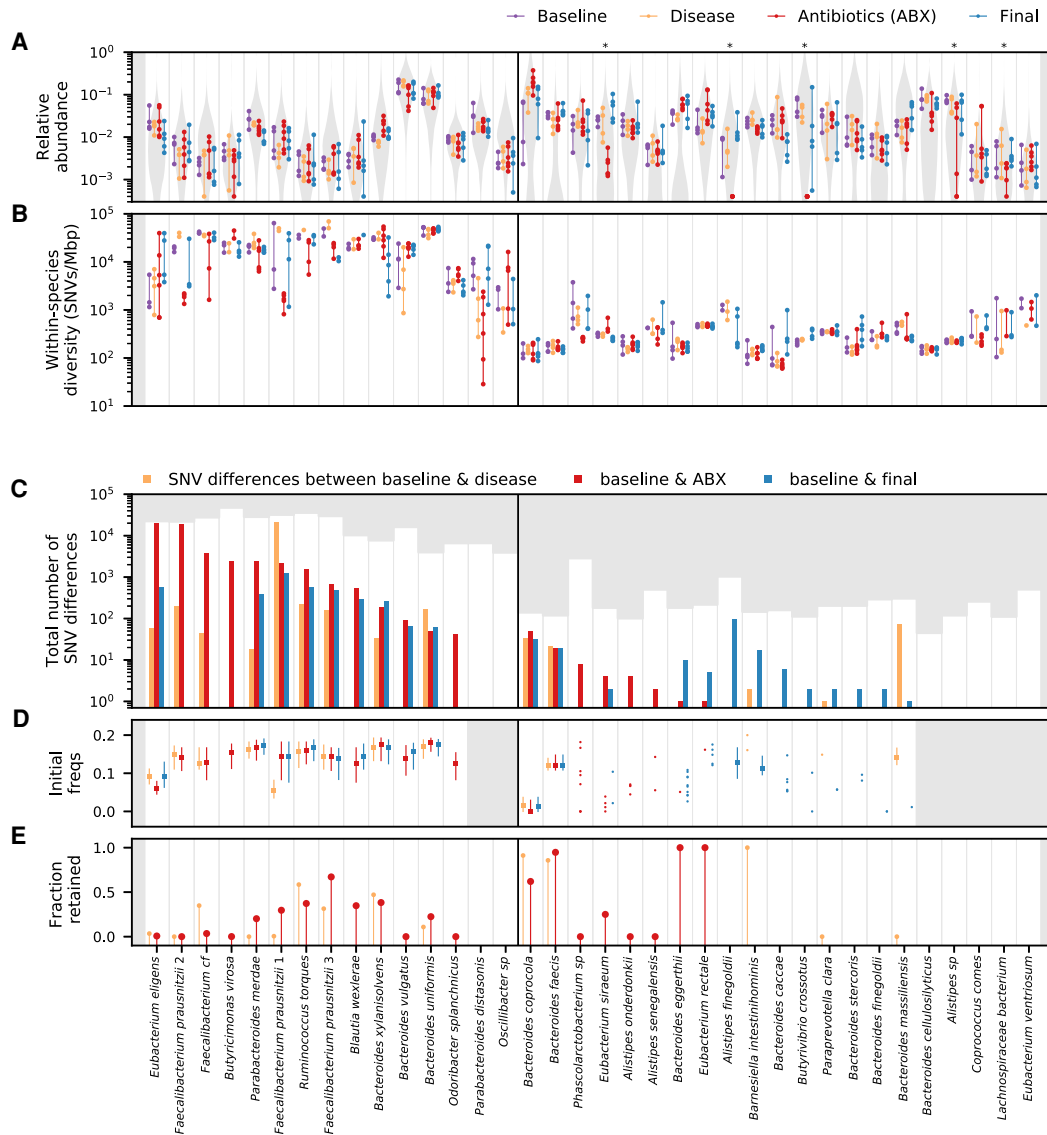 Baseline Disease Antibiotics (ABX) Final
A
* * * * *
Relative
abundance
10^0
10^−1
10^−2
10^−3
B
Within-species
diversity (SNVs/Mbp)
10^5
10^4
10^3
10^2
10^1
SNV differences between baseline & disease baseline & ABX baseline & final
C
Total number of
SNV differences
10^5
10^4
10^3
10^2
10^1
10^0
D
Initial
freqs
0.2
0.1
0.0
E
Fraction
retained
1.0
0.5
0.0
Eubacterium eligens
Faecalibacterium prausnitzii 2
Faecalibacterium cf
Butyricimonas virosa
Parabacteroides merdae
Faecalibacterium prausnitzii 1
Ruminococcus torques
Faecalibacterium prausnitzii 3
Blautia wexlerae
Bacteroides xylanisolvens
Bacteroides vulgatus
Bacteroides uniformis
Odoribacter splanchnicus
Parabacteroides distasonis
Oscillibacter sp
Bacteroides coprocola
Bacteroides faecis
Phascolarctobacterium sp
Eubacterium siraeum
Alistipes onderdonkii
Alistipes senegalensis
Bacteroides eggerthii
Eubacterium rectale
Alistipes finegoldii
Barnesiella intestinihominis
Bacteroides caccae
Butyrivibrio crossotus
Paraprevotella clara
Bacteroides stercoris
Bacteroides finegoldii
Bacteroides massiliensis
Bacteroides cellulosilyticus
Alistipes sp
Coprococcus comes
Lachnospiraceae bacterium
Eubacterium ventriosum